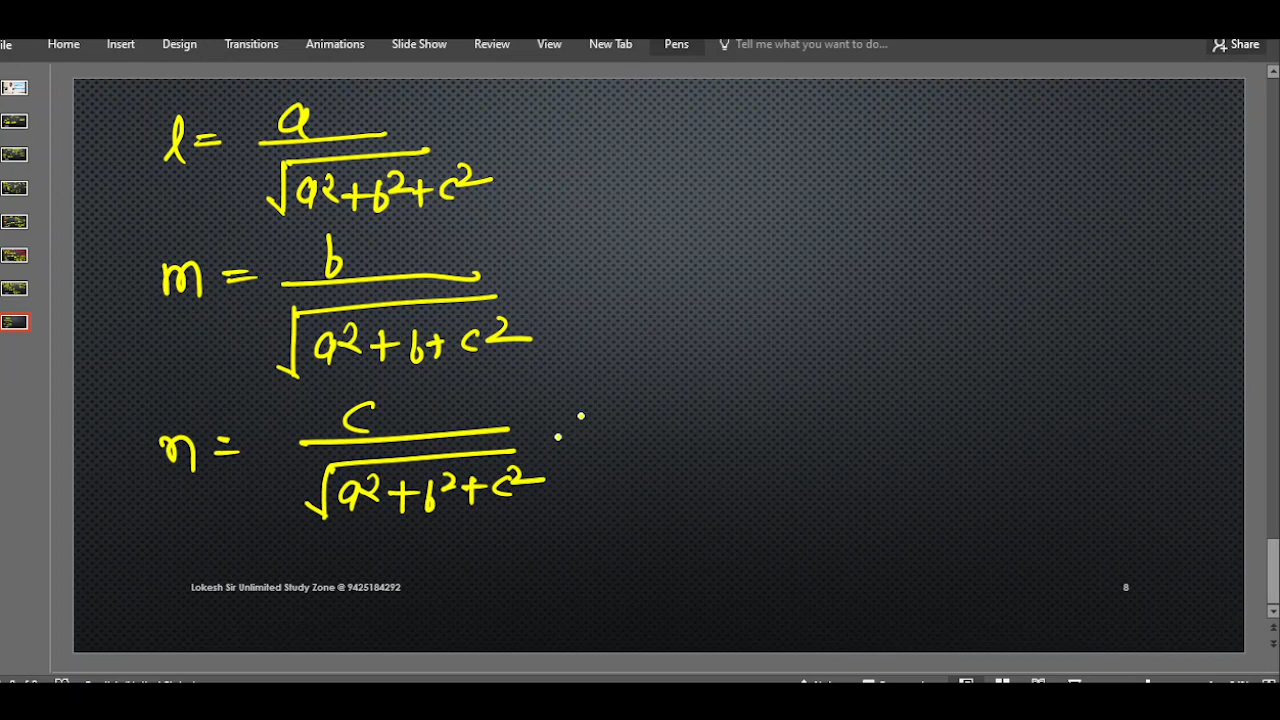 File Home Insert Design Transitions Animations Slide Show Review View New Tab Pens Tell me what you want to do... Share
l = a / √(a²+b²+c²)
m = b / √(a²+b+c²)
n = c / √(a²+b²+c²)
Lokesh Sir Unlimited Study Zone @ 9425184292 8